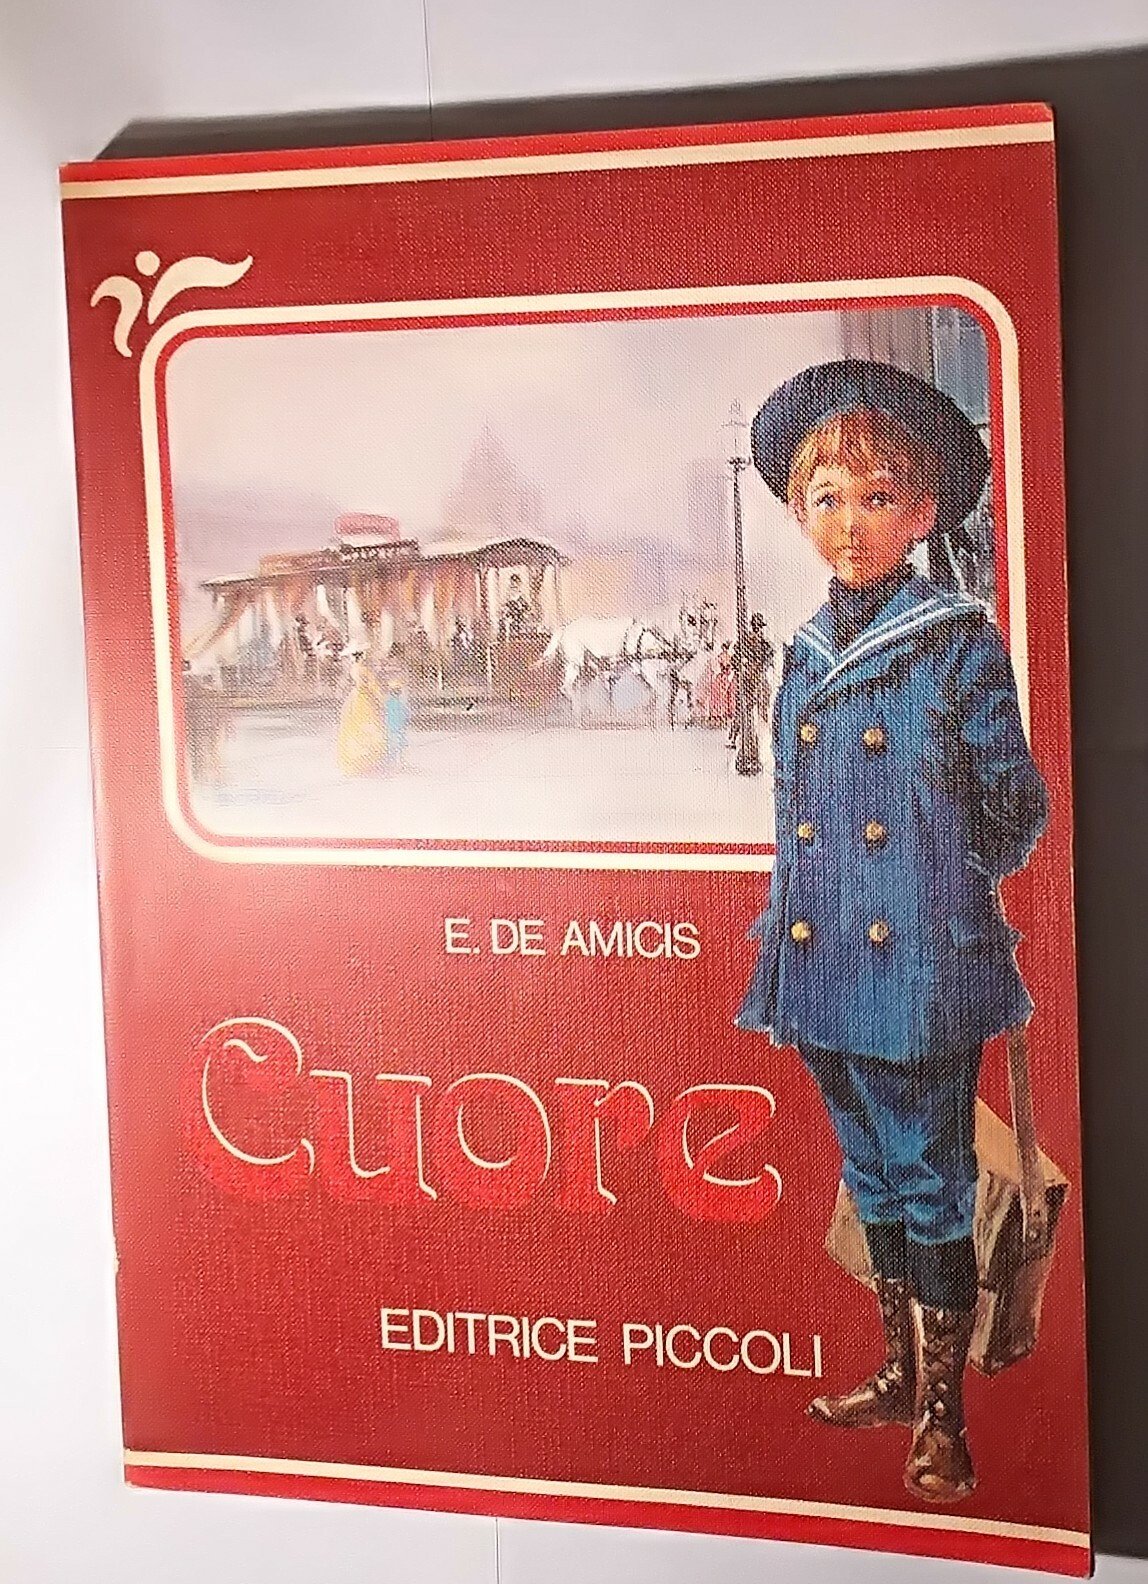 E. DE AMICIS
Cuore
EDITRICE PICCOLI